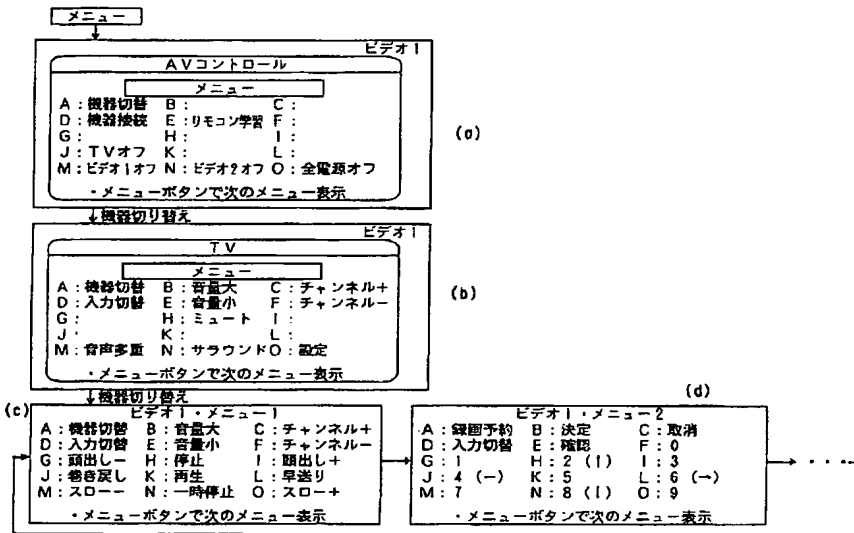 メニュー
ビデオ1
AVコントロール
メニュー
A：機器切替 B： C：
D：機器接続 E：リモコン学習 F：
G： H： I：
J：TVオフ K： L：
M：ビデオ1オフ N：ビデオ2オフ O：全電源オフ
・メニューボタンで次のメニュー表示
(a)
↓機器切り替え
ビデオ1
TV
メニュー
A：機器切替 B：音量大 C：チャンネル+
D：入力切替 E：音量小 F：チャンネルー
G： H：ミュート I：
J： K： L：
M：音声多重 N：サラウンド O：設定
・メニューボタンで次のメニュー表示
(b)
↓機器切り替え
(c)
ビデオ1・メニュー1
A：機器切替 B：音量大 C：チャンネル+
D：入力切替 E：音量小 F：チャンネルー
G：頭出しー H：停止 I：頭出し+
J：巻き戻し K：再生 L：早送り
M：スローー N：一時停止 O：スロー+
・メニューボタンで次のメニュー表示
(d)
ビデオ1・メニュー2
A：録画予約 B：決定 C：取消
D：入力切替 E：確認 F：0
G：1 H：2 (↑) I：3
J：4 (←) K：5 L：6 (→)
M：7 N：8 (↓) O：9
・メニューボタンで次のメニュー表示